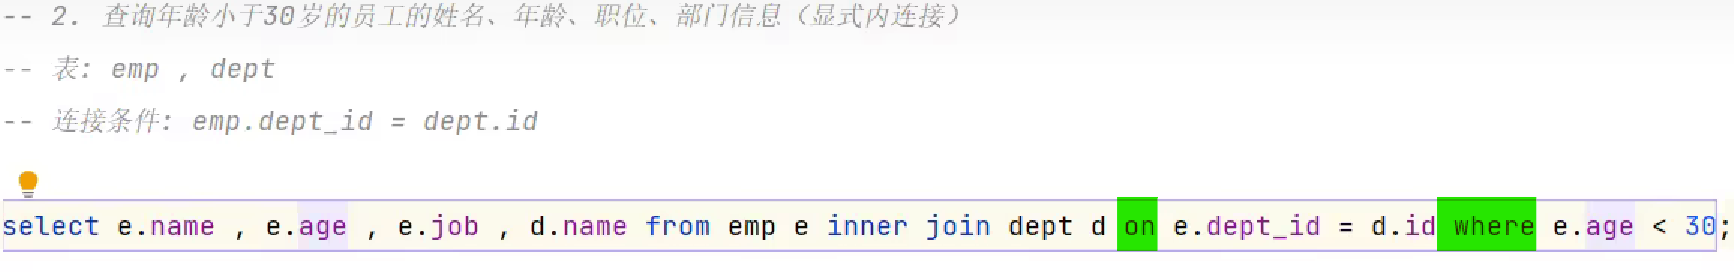 -- 2. 查询年龄小于30岁的员工的姓名、年龄、职位、部门信息（显式内连接）
-- 表: emp , dept
-- 连接条件: emp.dept_id = dept.id
select e.name , e.age , e.job , d.name from emp e inner join dept d on e.dept_id = d.id where e.age < 30;